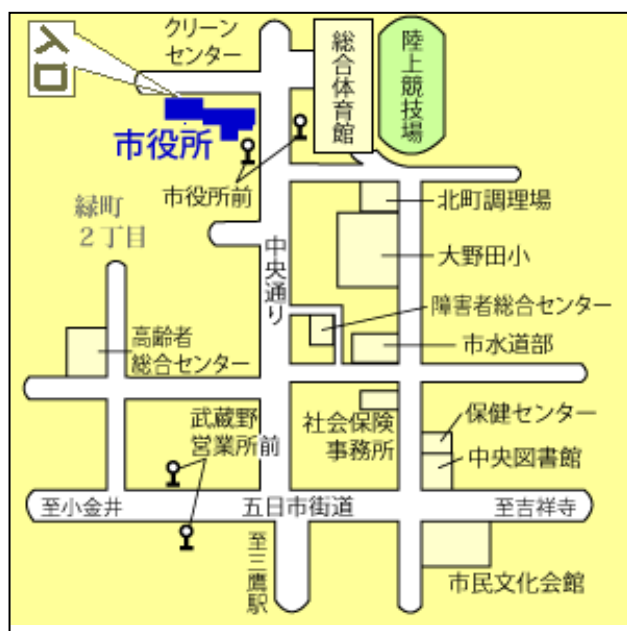 クリーン
センター
入口
総合体育館
陸上競技場
市役所
市役所前
緑町
２丁目
北町調理場
中央通り
大野田小
障害者総合センター
高齢者
総合センター
市水道部
武蔵野
営業所前
社会保険
事務所
保健センター
中央図書館
至小金井
五日市街道
至吉祥寺
至三鷹駅
市民文化会館